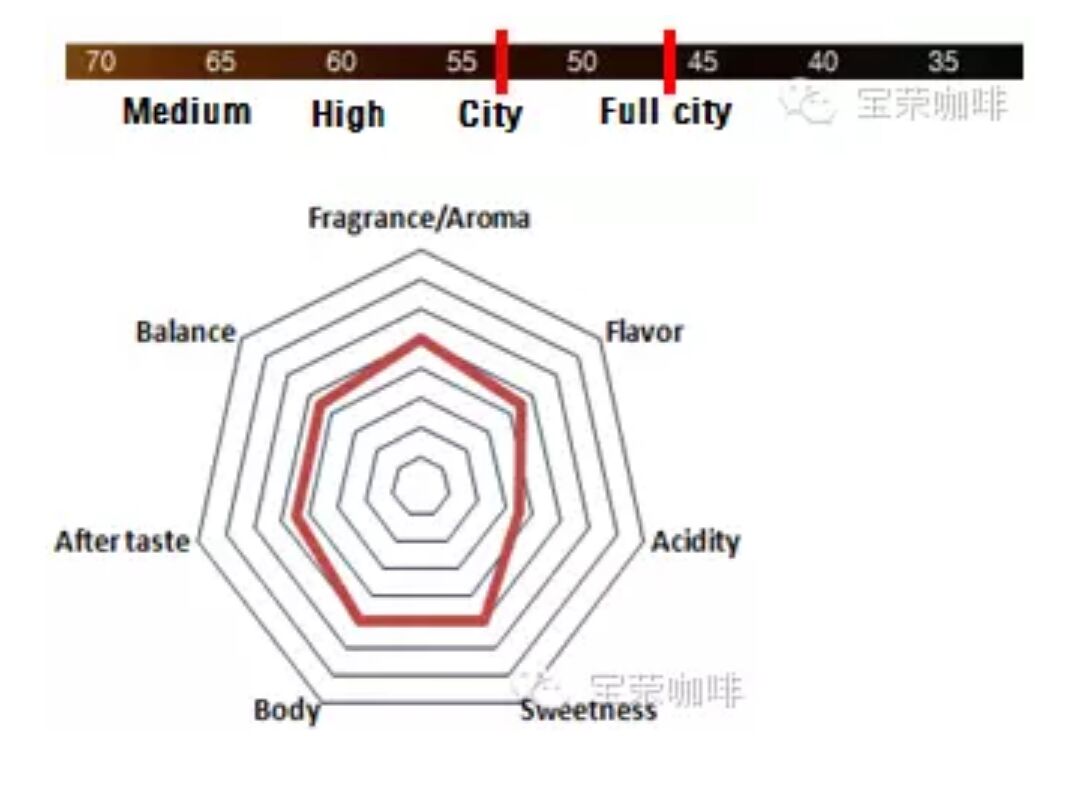 70 65 60 55 50 45 40 35
Medium High City Full city
宝荣咖啡
Fragrance/Aroma
Balance
Flavor
After taste
Acidity
宝荣咖啡
Body
Sweetness